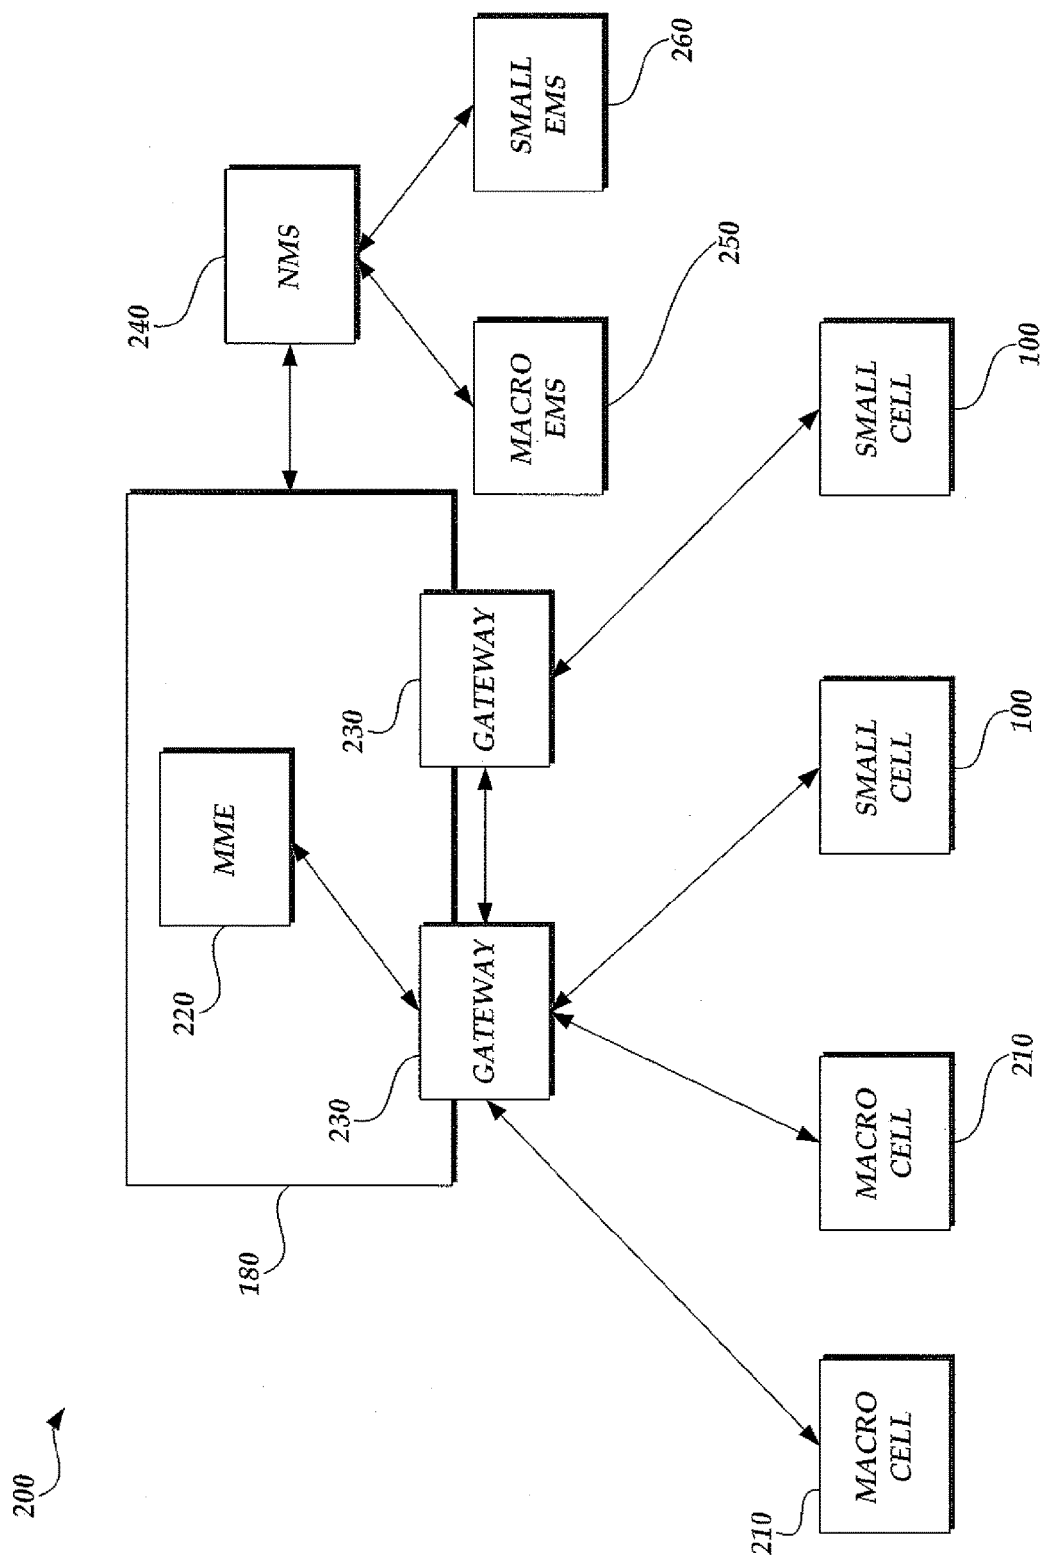 200
180
220
MME
230
GATEWAY
230
GATEWAY
240
NMS
MACRO
EMS
250
SMALL
EMS
260
210
MACRO
CELL
MACRO
CELL
210
SMALL
CELL
100
SMALL
CELL
100